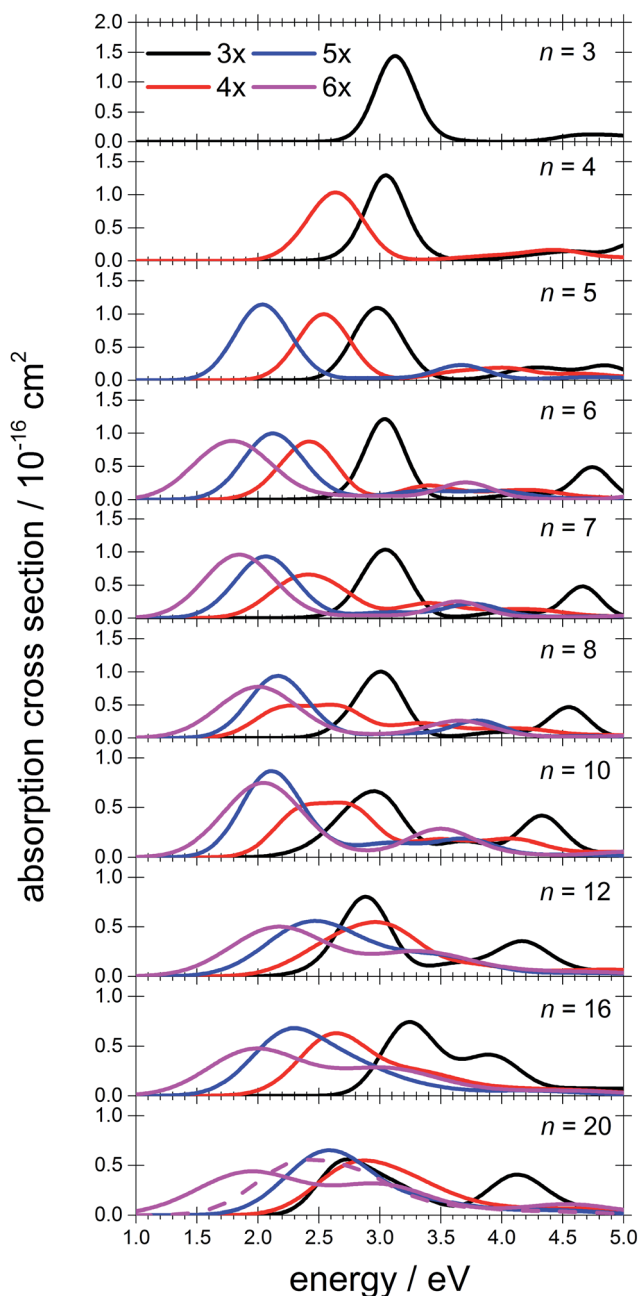 absorption cross section / 10⁻¹⁶ cm²
2.0
1.5
1.0
0.5
0.0
3x 5x
4x 6x
n = 3
1.5
1.0
0.5
0.0
n = 4
1.5
1.0
0.5
0.0
n = 5
1.5
1.0
0.5
0.0
n = 6
1.5
1.0
0.5
0.0
n = 7
1.5
1.0
0.5
0.0
n = 8
1.0
0.5
0.0
n = 10
1.0
0.5
0.0
n = 12
1.0
0.5
0.0
n = 16
1.0
0.5
0.0
n = 20
1.0 1.5 2.0 2.5 3.0 3.5 4.0 4.5 5.0
energy / eV